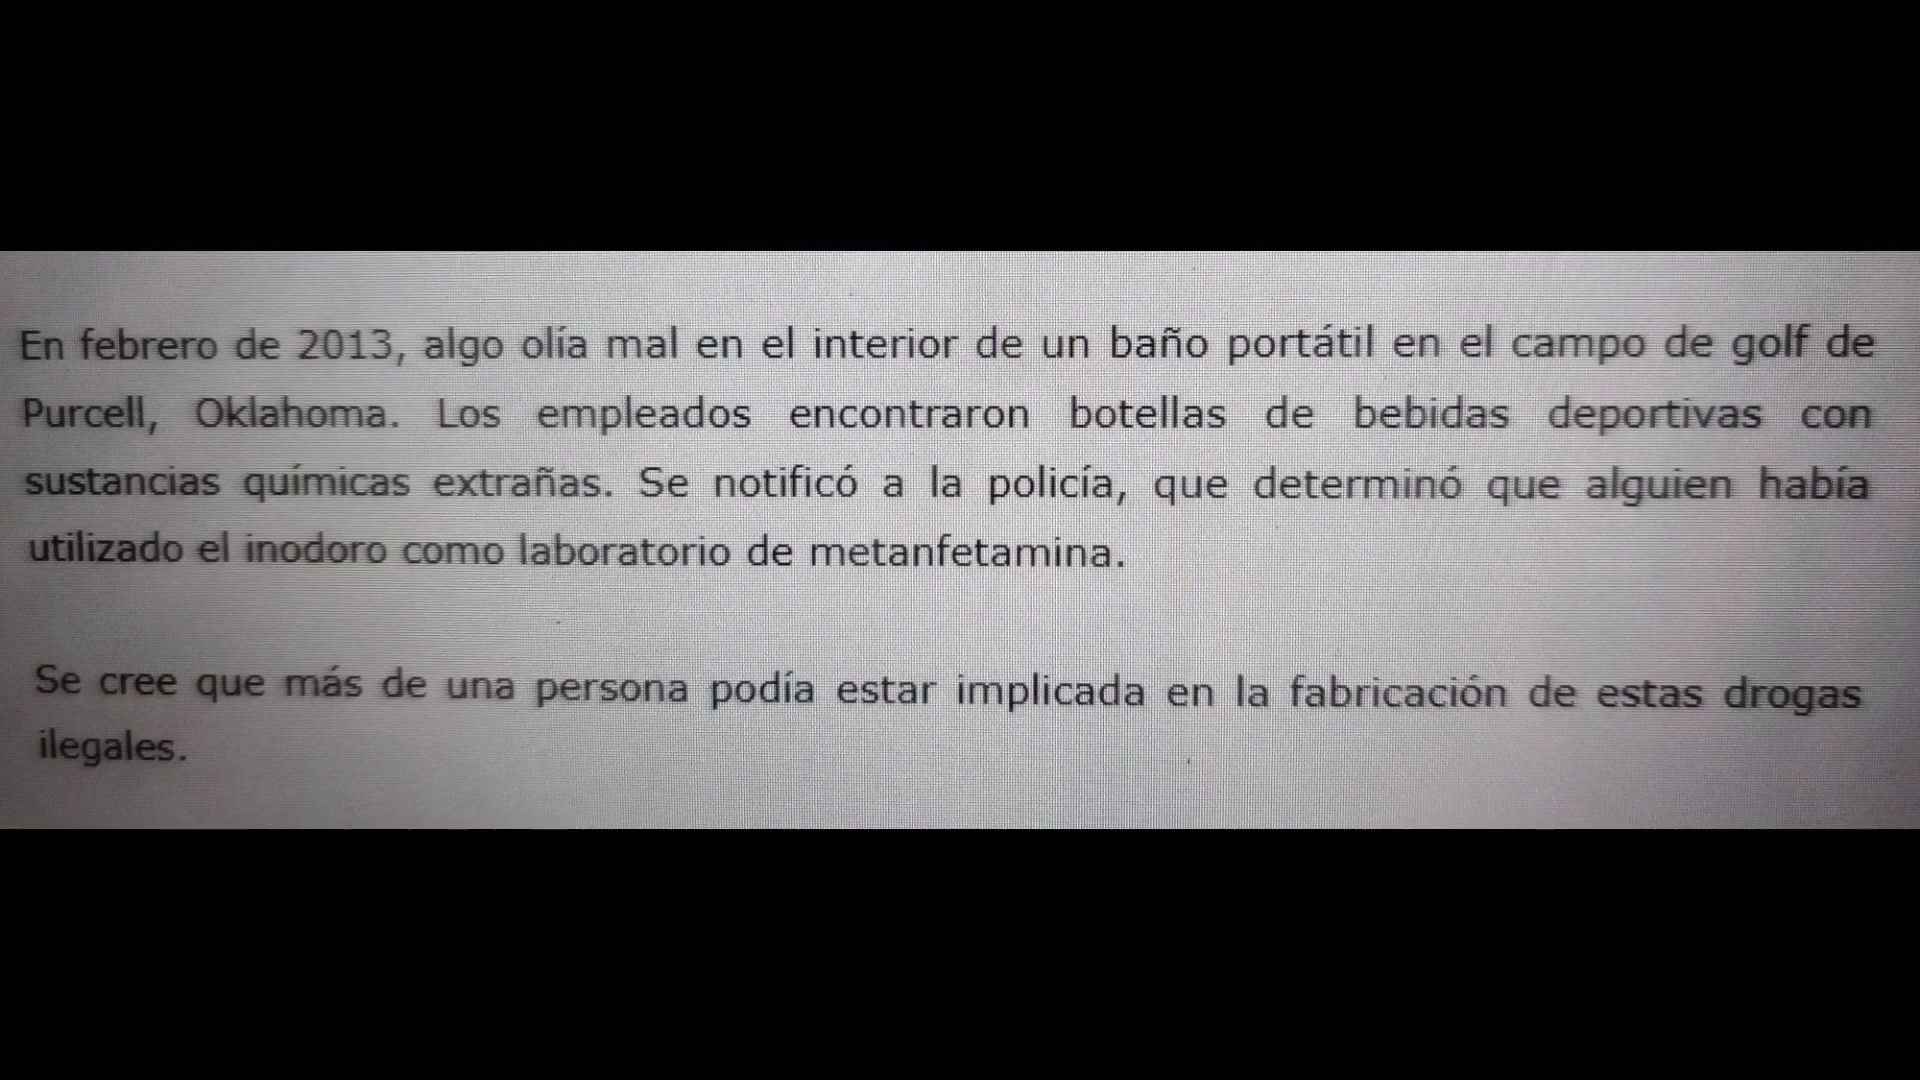 En febrero de 2013, algo olía mal en el interior de un baño portátil en el campo de golf de
Purcell, Oklahoma. Los empleados encontraron botellas de bebidas deportivas con
sustancias químicas extrañas. Se notificó a la policía, que determinó que alguien había
utilizado el inodoro como laboratorio de metanfetamina.
Se cree que más de una persona podía estar implicada en la fabricación de estas drogas
ilegales.